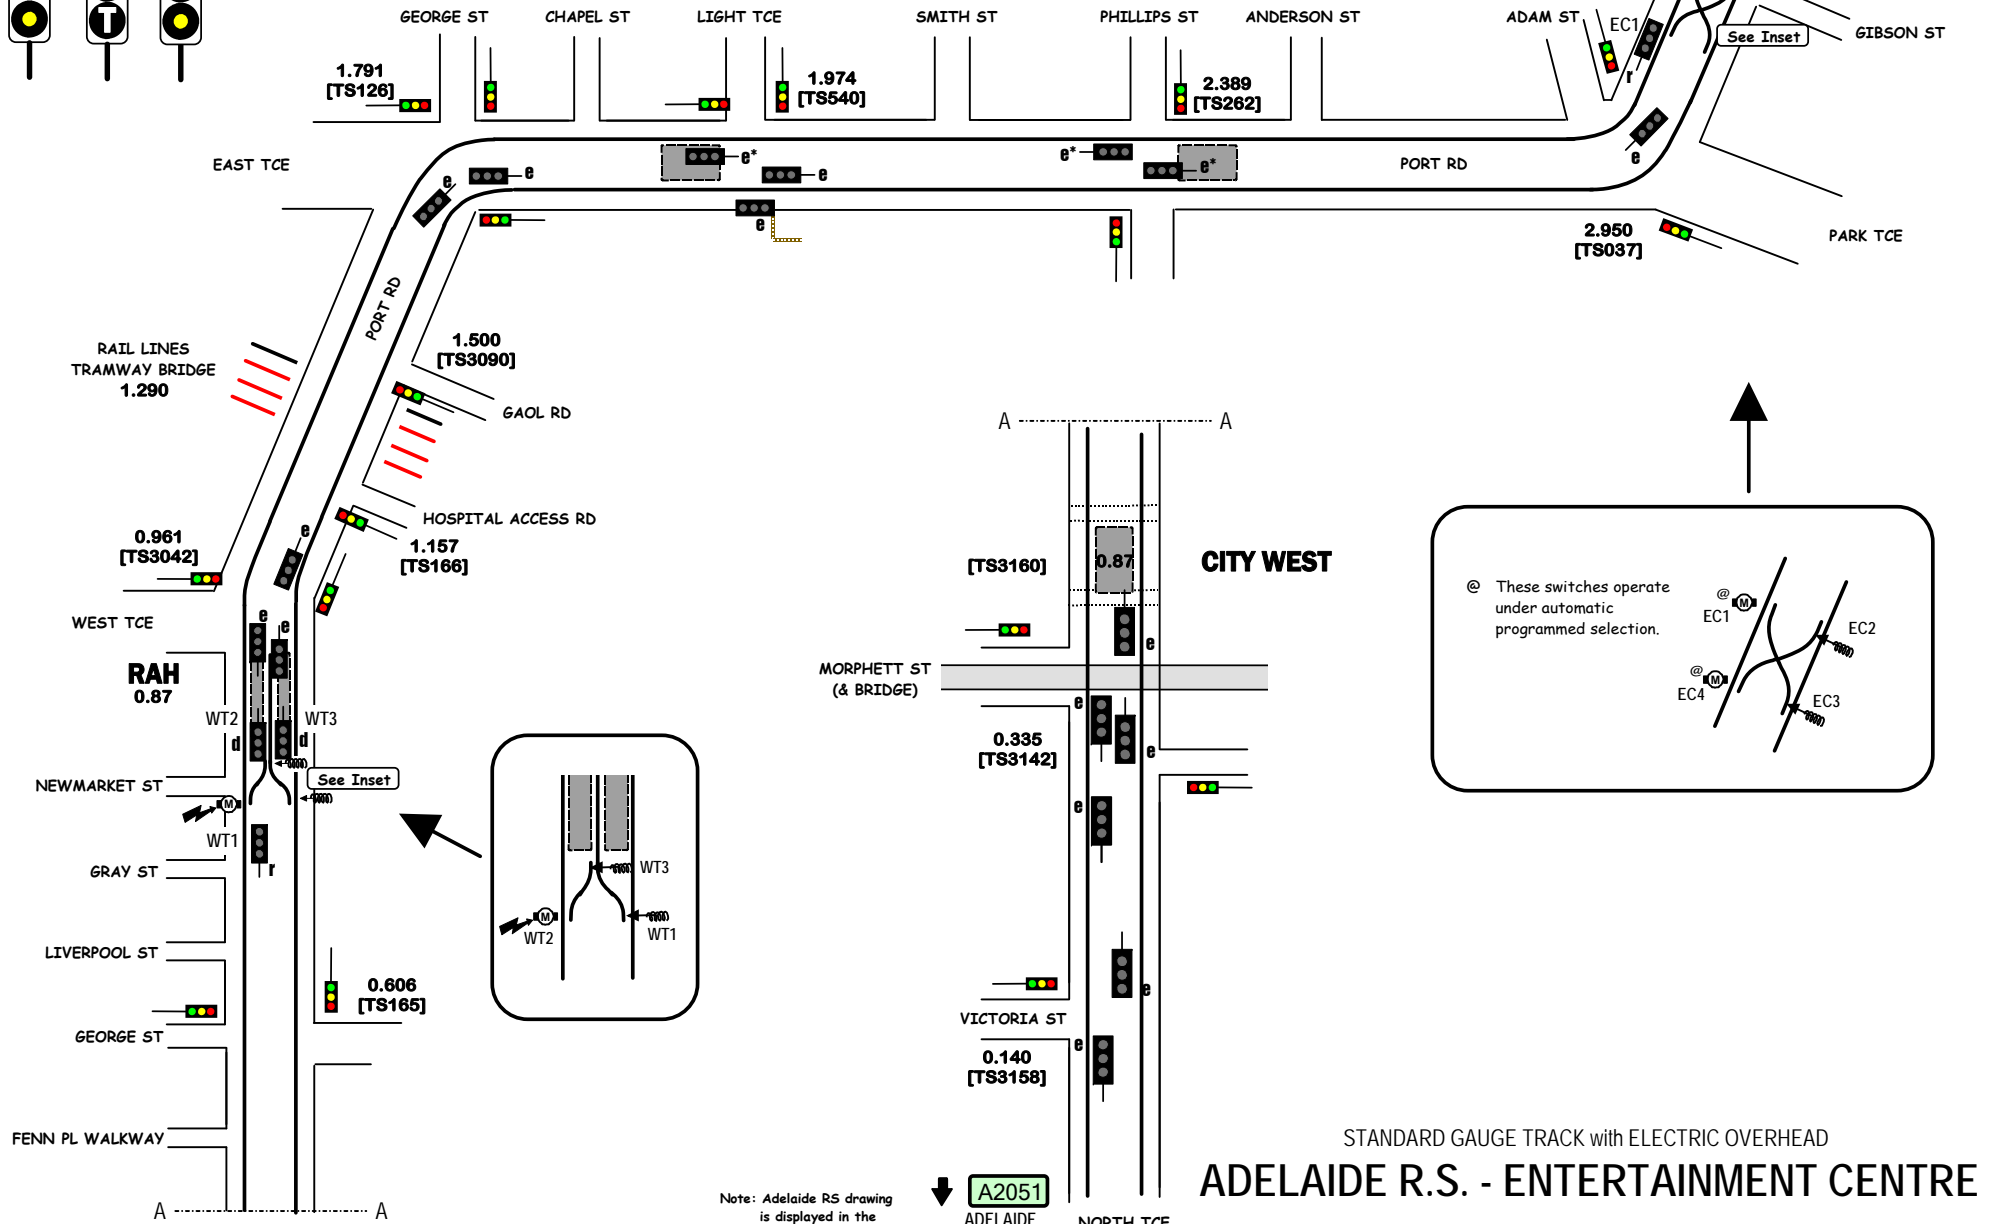 T
GEORGE ST
CHAPEL ST
LIGHT TCE
SMITH ST
PHILLIPS ST
ANDERSON ST
ADAM ST
EC1
r
See Inset
GIBSON ST
1.791
[TS126]
1.974
[TS540]
2.389
[TS262]
EAST TCE
e
e
e*
e
e
e*
e*
PORT RD
e
2.950
[TS037]
PARK TCE
PORT RD
RAIL LINES
TRAMWAY BRIDGE
1.290
1.500
[TS3090]
GAOL RD
HOSPITAL ACCESS RD
1.157
[TS166]
0.961
[TS3042]
e
WEST TCE
e
e
RAH
0.87
WT2
WT3
d
d
See Inset
NEWMARKET ST
M
WT1
r
GRAY ST
LIVERPOOL ST
0.606
[TS165]
GEORGE ST
FENN PL WALKWAY
A
A
WT3
M
WT2
WT1
A
A
[TS3160]
0.87
CITY WEST
e
MORPHETT ST
(& BRIDGE)
e
0.335
[TS3142]
e
e
e
VICTORIA ST
e
0.140
[TS3158]
@ These switches operate
under automatic
programmed selection.
@
M
EC1
EC2
@
M
EC4
EC3
STANDARD GAUGE TRACK with ELECTRIC OVERHEAD
ADELAIDE R.S. - ENTERTAINMENT CENTRE
Note: Adelaide RS drawing
is displayed in the
A2051
ADELAIDE
NORTH TCE